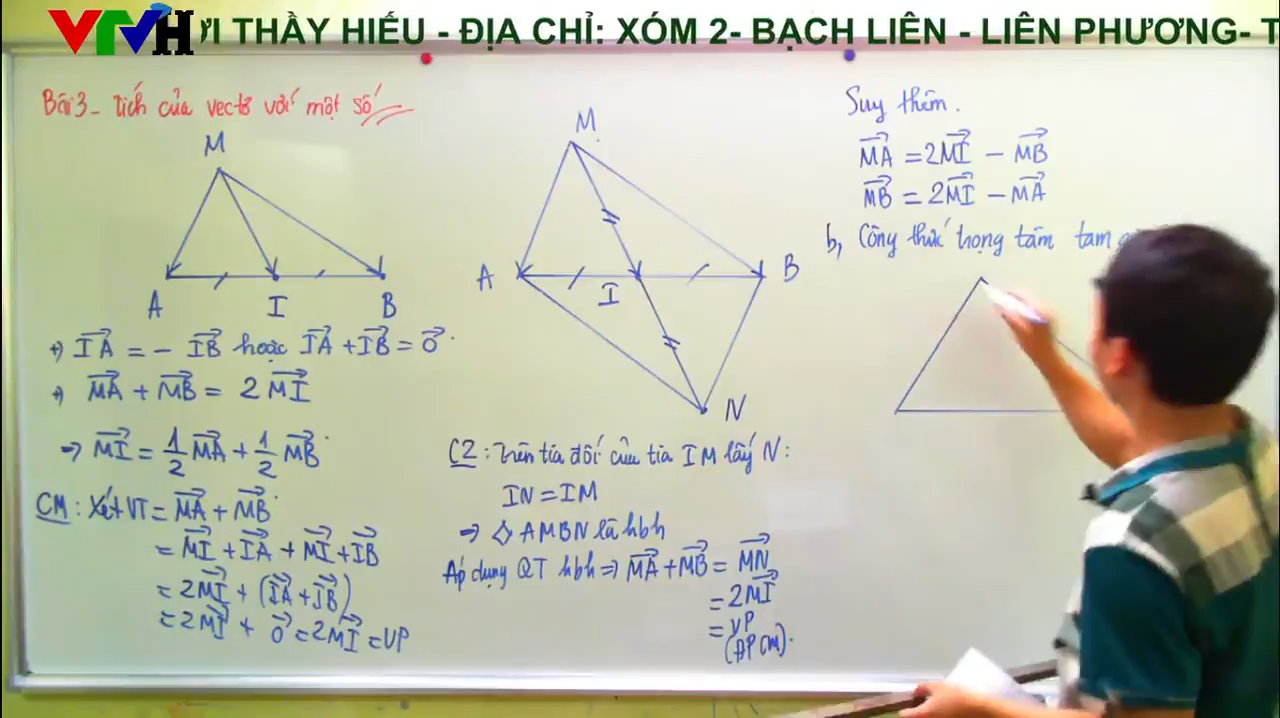 VTVH
ỚI THẦY HIẾU - ĐỊA CHỈ: XÓM 2- BẠCH LIÊN - LIÊN PHƯƠNG- T
Bài 3 - Tích của vectơ với một số
M
A I B
+) IA⃗ = - IB⃗ hoặc IA⃗ + IB⃗ = 0⃗.
+) MA⃗ + MB⃗ = 2 MI⃗
=> MI⃗ = 1/2 MA⃗ + 1/2 MB⃗
CM: Xét VT = MA⃗ + MB⃗
= MI⃗ + IA⃗ + MI⃗ + IB⃗
= 2MI⃗ + (IA⃗ + IB⃗)
= 2MI⃗ + 0⃗ = 2MI⃗ = VP
M
A I B
N
C2: Trên tia đối của tia IM lấy N:
IN = IM
=> ◇ AMBN là hbh
Áp dụng QT hbh => MA⃗ + MB⃗ = MN⃗
= 2MI⃗
= VP
(ĐPCM).
Suy thêm.
MA⃗ = 2MI⃗ - MB⃗
MB⃗ = 2MI⃗ - MA⃗
b, Công thức trọng tâm tam